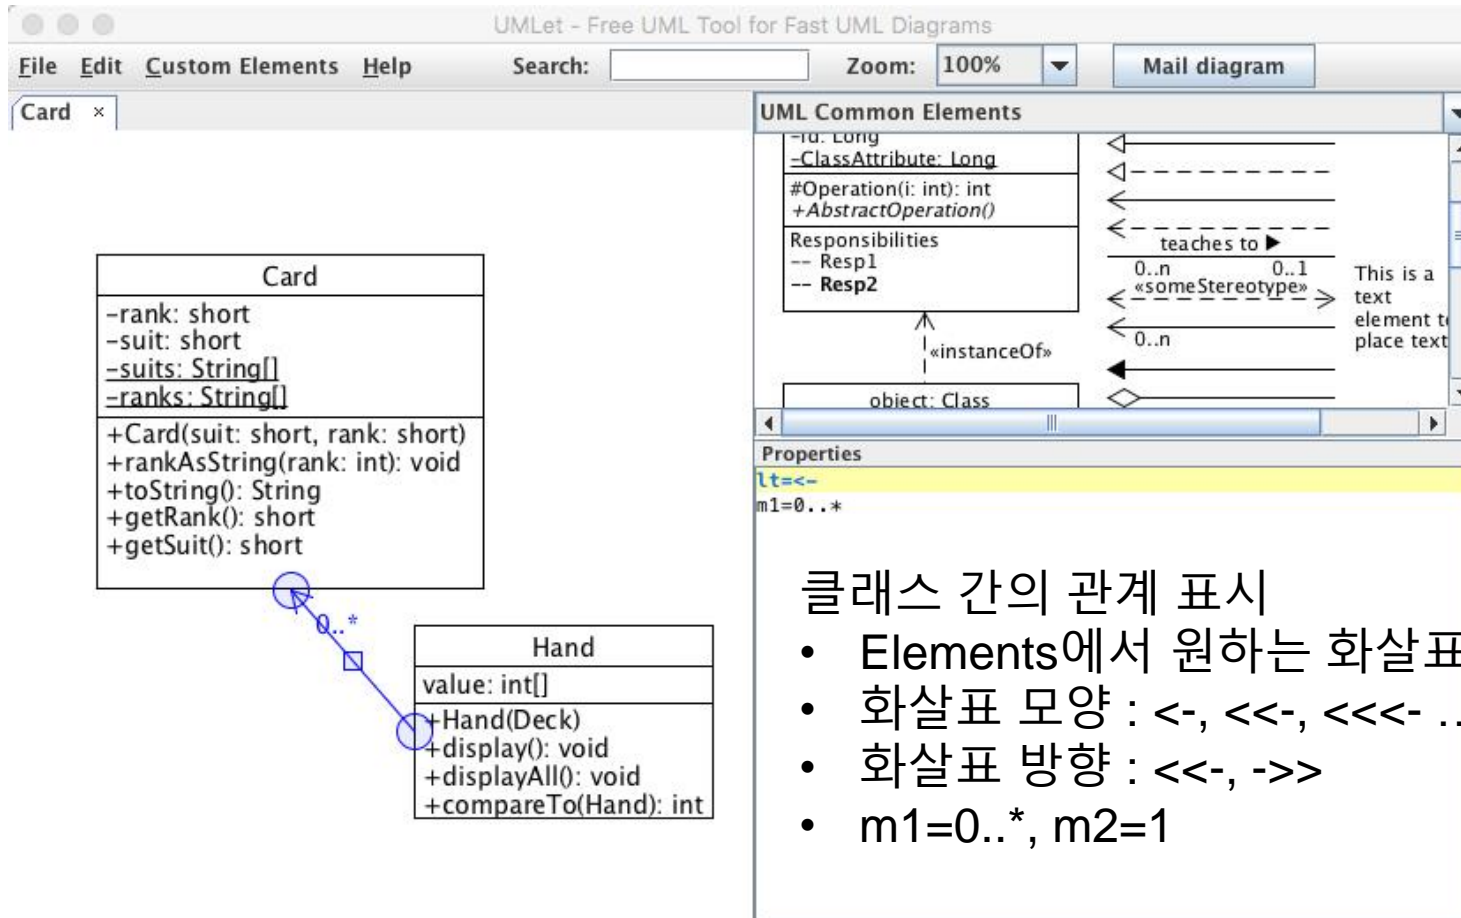 UMLet - Free UML Tool for Fast UML Diagrams
File Edit Custom Elements Help Search: Zoom: 100% Mail diagram
Card ×
Card
-rank: short
-suit: short
-suits: String[]
-ranks: String[]
+Card(suit: short, rank: short)
+rankAsString(rank: int): void
+toString(): String
+getRank(): short
+getSuit(): short
0..*
Hand
value: int[]
+Hand(Deck)
+display(): void
+displayAll(): void
+compareTo(Hand): int
UML Common Elements
-id: Long
-ClassAttribute: Long
#Operation(i: int): int
+AbstractOperation()
Responsibilities
-- Resp1
-- Resp2
«instanceOf»
object: Class
teaches to ▶
0..n 0..1
«someStereotype»
0..n
This is a
text
element
place text
Properties
lt=<-
m1=0..*
클래스 간의 관계 표시
• Elements에서 원하는 화살표
• 화살표 모양 : <-, <<-, <<<- ..
• 화살표 방향 : <<-, ->>
• m1=0..*, m2=1